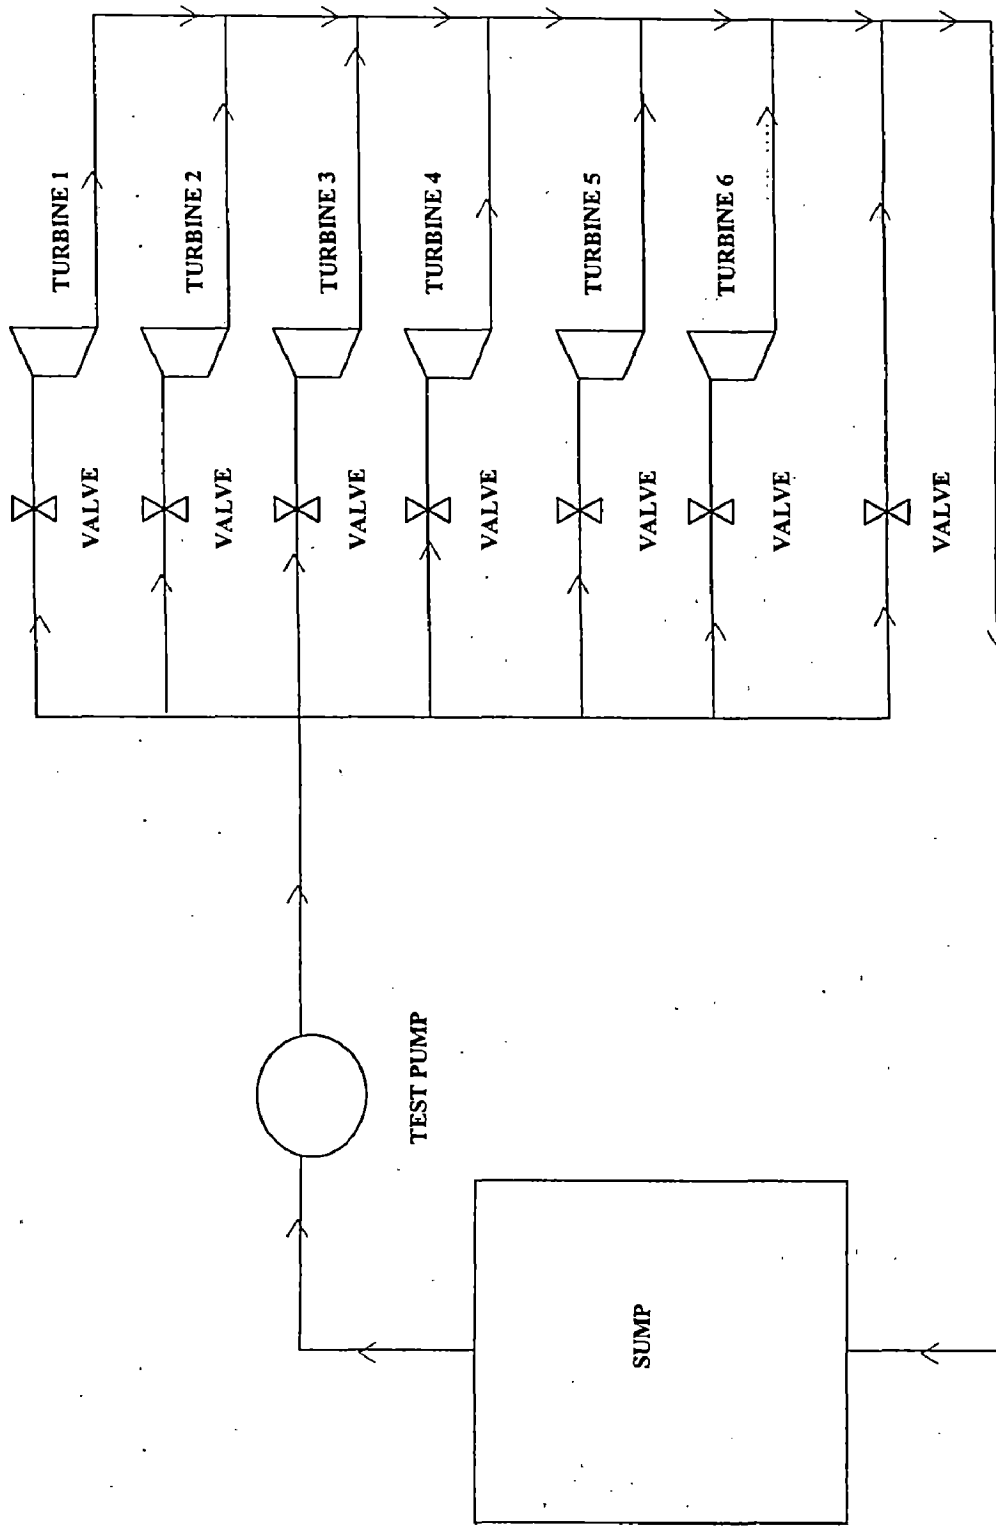 TURBINE 1
VALVE
TURBINE 2
VALVE
TURBINE 3
VALVE
TURBINE 4
VALVE
TURBINE 5
VALVE
TURBINE 6
VALVE
VALVE
TEST PUMP
SUMP